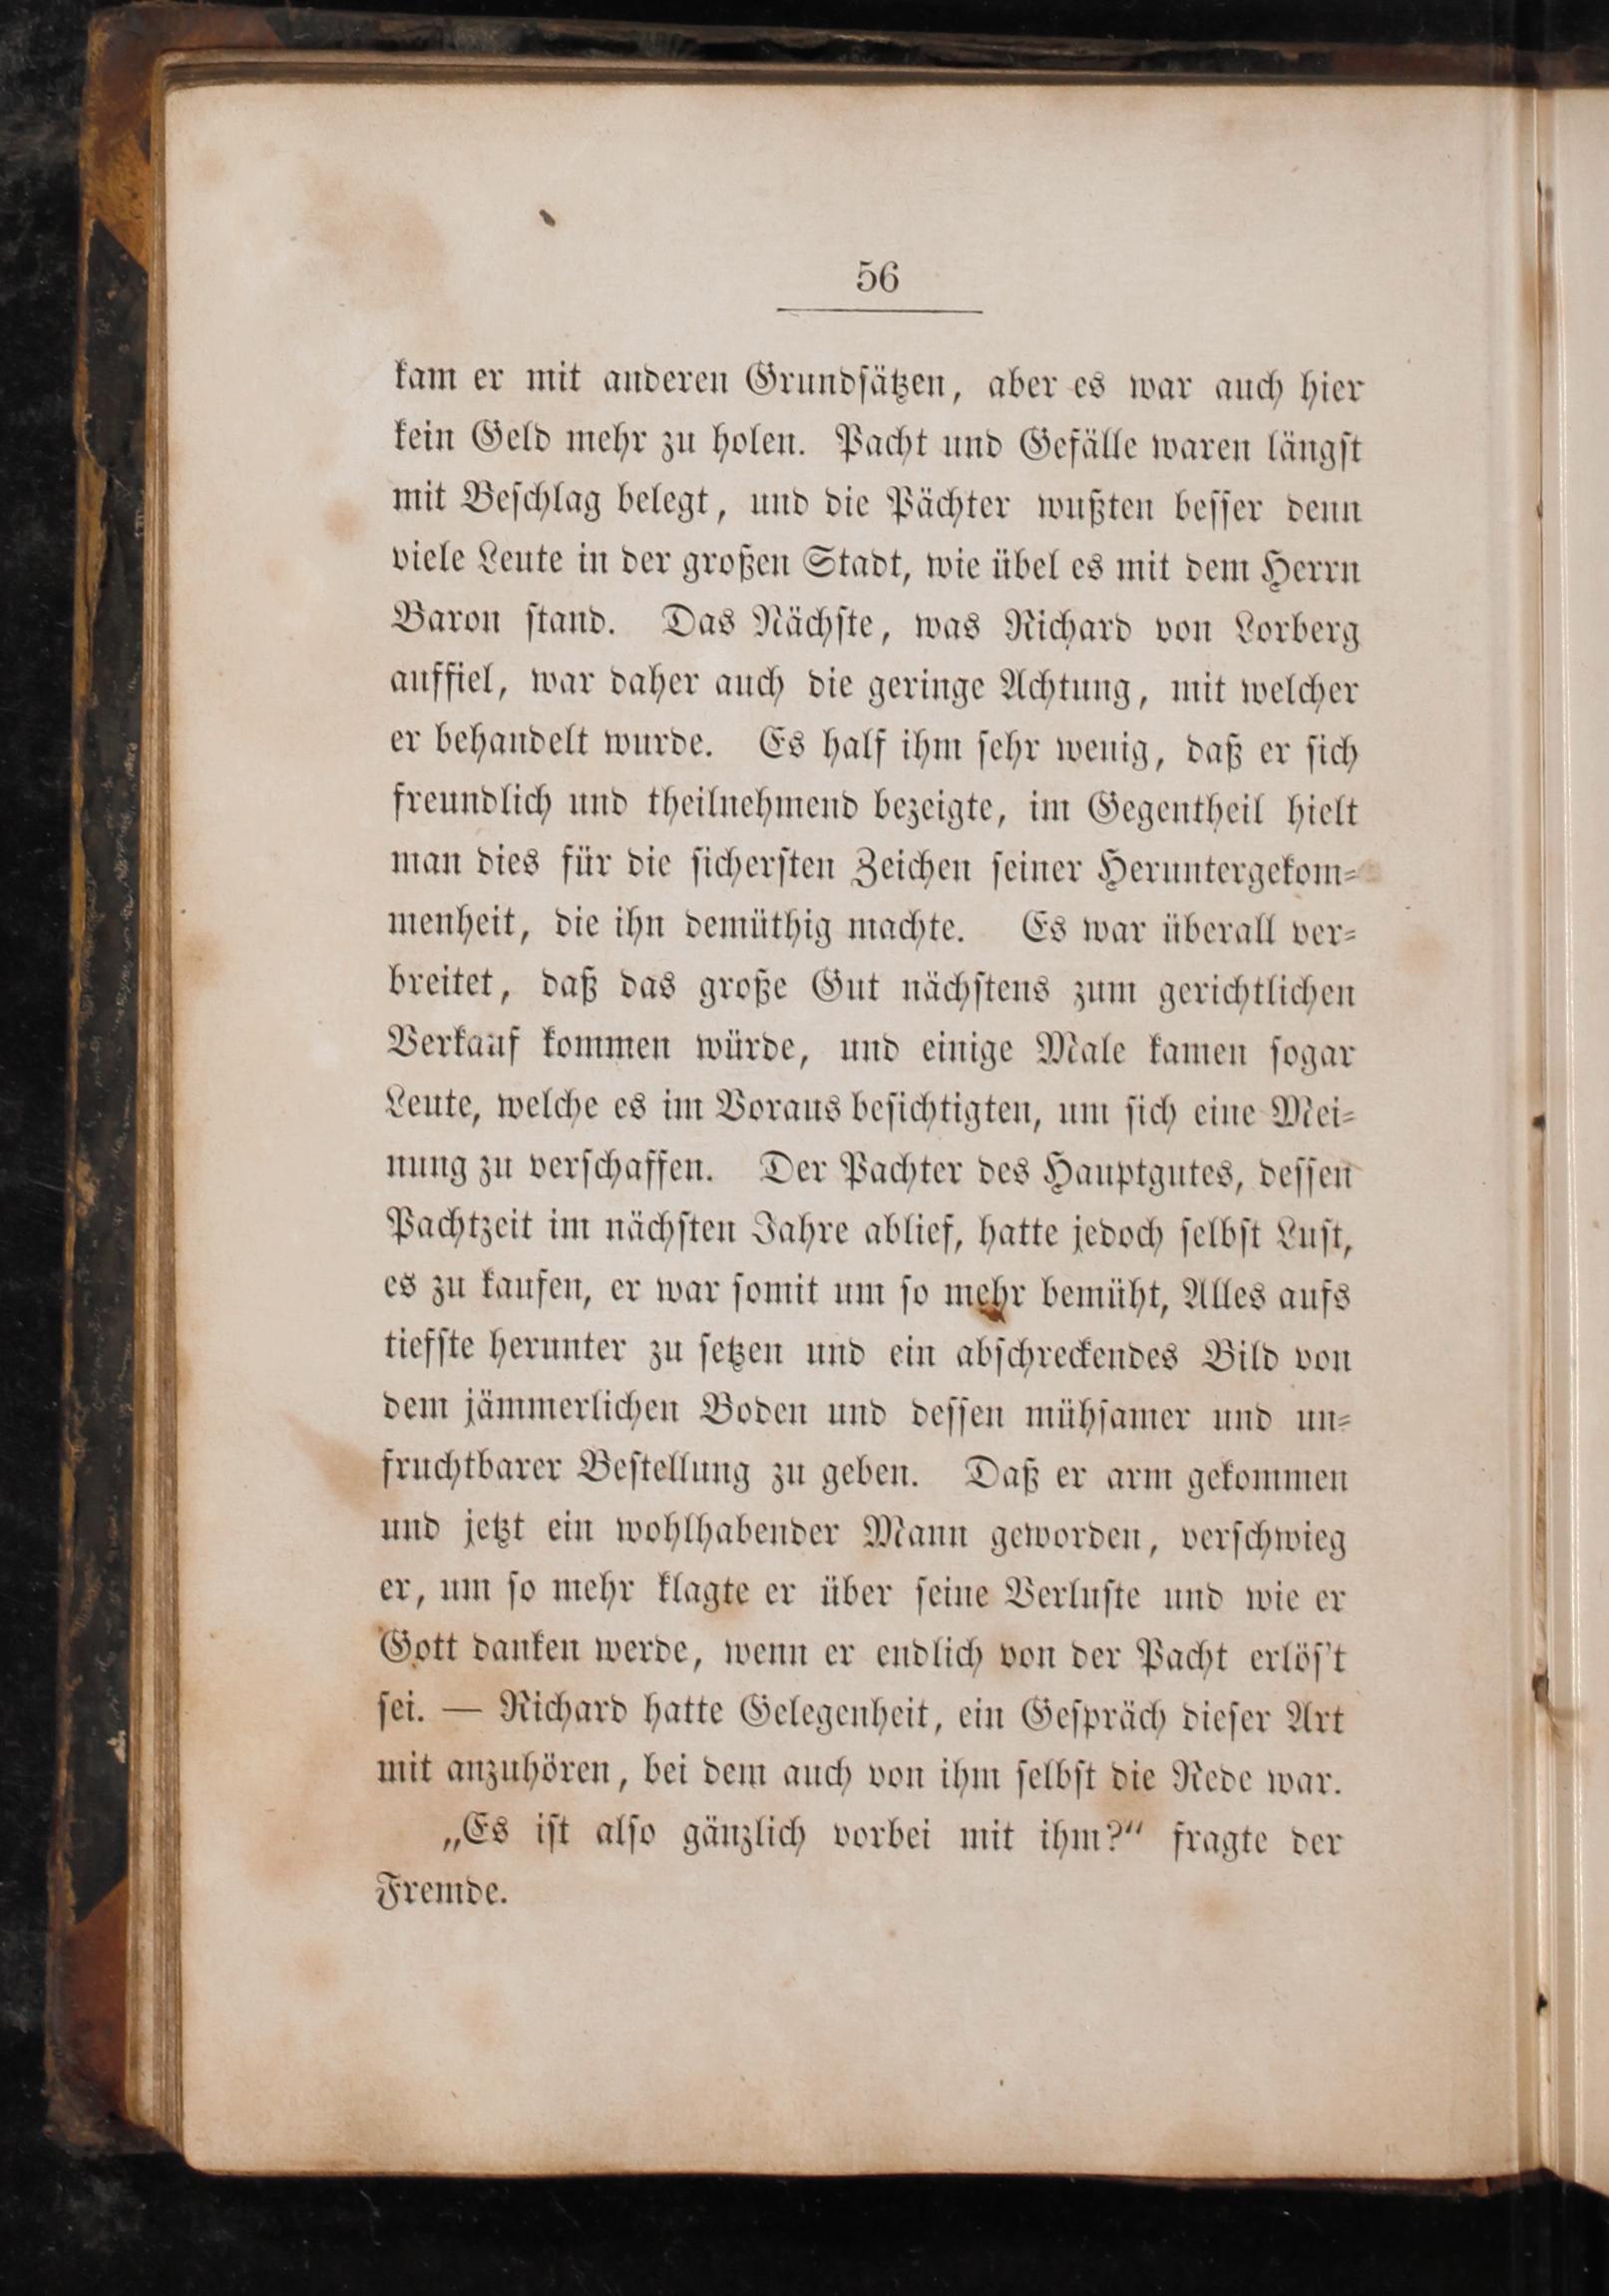 56
kam er mit anderen Grundsätzen, aber es war auch hier
kein Geld mehr zu holen. Pacht und Gefälle waren längst
mit Beschlag belegt, und die Pächter wußten besser denn
viele Leute in der großen Stadt, wie übel es mit dem Herrn
Baron stand. Das Nächste, was Richard von Lorberg
auffiel, war daher auch die geringe Achtung, mit welcher
er behandelt wurde. Es half ihm sehr wenig, daß er sich
freundlich und theilnehmend bezeigte, im Gegentheil hielt
man dies für die sichersten Zeichen seiner Heruntergekom-
menheit, die ihn demüthig machte. Es war überall ver-
breitet, daß das große Gut nächstens zum gerichtlichen
Verkauf kommen würde, und einige Male kamen sogar
Leute, welche es im Voraus besichtigten, um sich eine Mei-
nung zu verschaffen. Der Pachter des Hauptgutes, dessen
Pachtzeit im nächsten Jahre ablief, hatte jedoch selbst Lust,
es zu kaufen, er war somit um so mehr bemüht, Alles aufs
tiefste herunter zu setzen und ein abschreckendes Bild von
dem jämmerlichen Boden und dessen mühsamer und un-
fruchtbarer Bestellung zu geben. Daß er arm gekommen
und jetzt ein wohlhabender Mann geworden, verschwieg
er, um so mehr klagte er über seine Verluste und wie er
Gott danken werde, wenn er endlich von der Pacht erlös't
sei. — Richard hatte Gelegenheit, ein Gespräch dieser Art
mit anzuhören, bei dem auch von ihm selbst die Rede war.
„Es ist also gänzlich vorbei mit ihm?“ fragte der
Fremde.